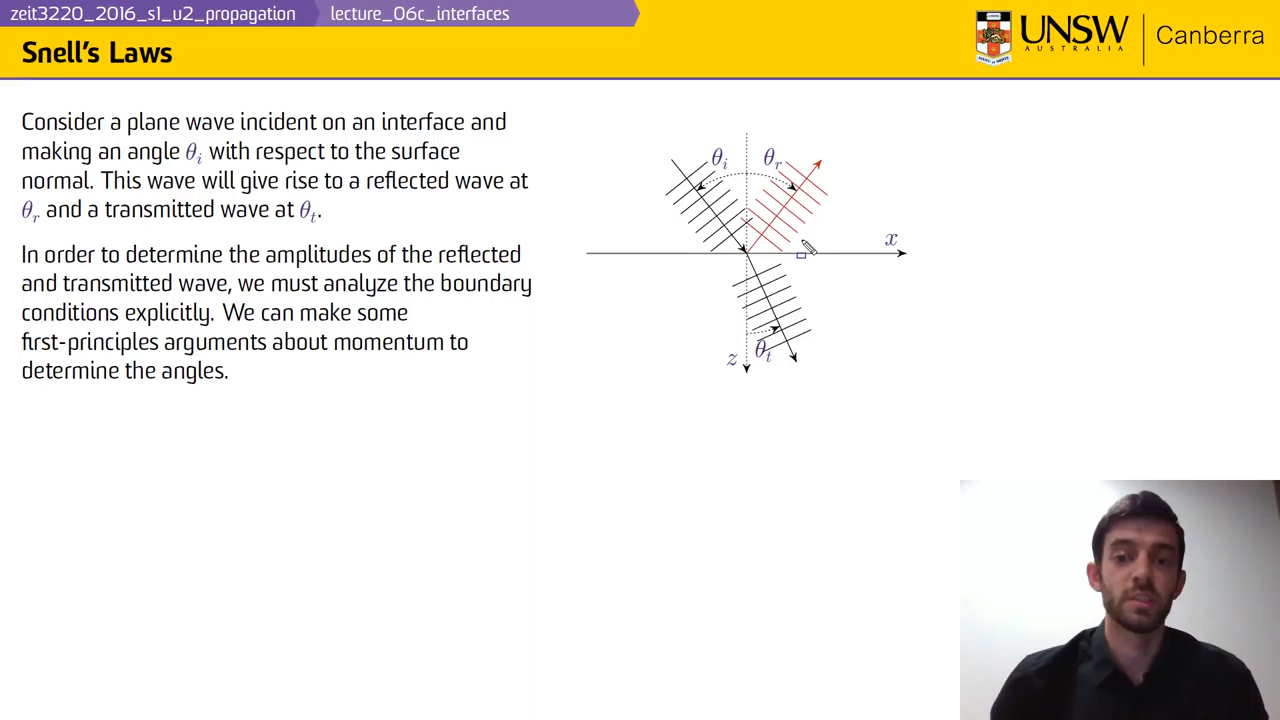 zeit3220_2016_s1_u2_propagation lecture_06c_interfaces
Snell's Laws
UNSW
AUSTRALIA
Canberra
Consider a plane wave incident on an interface and
making an angle θi with respect to the surface
normal. This wave will give rise to a reflected wave at
θr and a transmitted wave at θt.
In order to determine the amplitudes of the reflected
and transmitted wave, we must analyze the boundary
conditions explicitly. We can make some
first-principles arguments about momentum to
determine the angles.
θi θr
x
θt
z